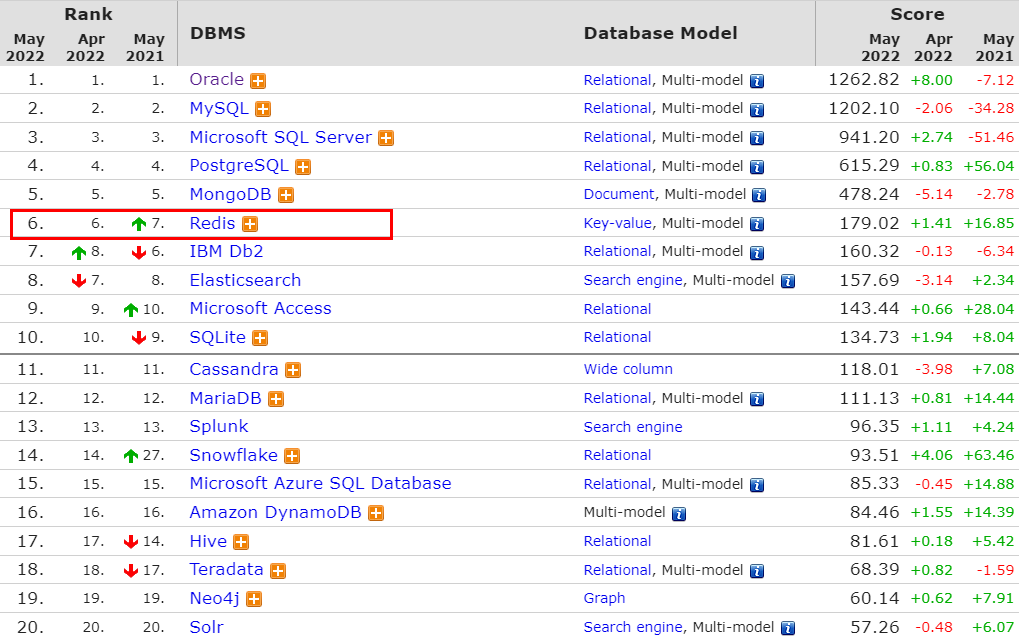 Rank DBMS Database Model Score
May 2022 Apr 2022 May 2021 May 2022 Apr 2022 May 2021
1. 1. 1. Oracle Relational, Multi-model 1262.82 +8.00 -7.12
2. 2. 2. MySQL Relational, Multi-model 1202.10 -2.06 -34.28
3. 3. 3. Microsoft SQL Server Relational, Multi-model 941.20 +2.74 -51.46
4. 4. 4. PostgreSQL Relational, Multi-model 615.29 +0.83 +56.04
5. 5. 5. MongoDB Document, Multi-model 478.24 -5.14 -2.78
6. 6. 7. Redis Key-value, Multi-model 179.02 +1.41 +16.85
7. 8. 6. IBM Db2 Relational, Multi-model 160.32 -0.13 -6.34
8. 7. 8. Elasticsearch Search engine, Multi-model 157.69 -3.14 +2.34
9. 9. 10. Microsoft Access Relational 143.44 +0.66 +28.04
10. 10. 9. SQLite Relational 134.73 +1.94 +8.04
11. 11. 11. Cassandra Wide column 118.01 -3.98 +7.08
12. 12. 12. MariaDB Relational, Multi-model 111.13 +0.81 +14.44
13. 13. 13. Splunk Search engine 96.35 +1.11 +4.24
14. 14. 27. Snowflake Relational 93.51 +4.06 +63.46
15. 15. 15. Microsoft Azure SQL Database Relational, Multi-model 85.33 -0.45 +14.88
16. 16. 16. Amazon DynamoDB Multi-model 84.46 +1.55 +14.39
17. 17. 14. Hive Relational 81.61 +0.18 +5.42
18. 18. 17. Teradata Relational, Multi-model 68.39 +0.82 -1.59
19. 19. 19. Neo4j Graph 60.14 +0.62 +7.91
20. 20. 20. Solr Search engine, Multi-model 57.26 -0.48 +6.07